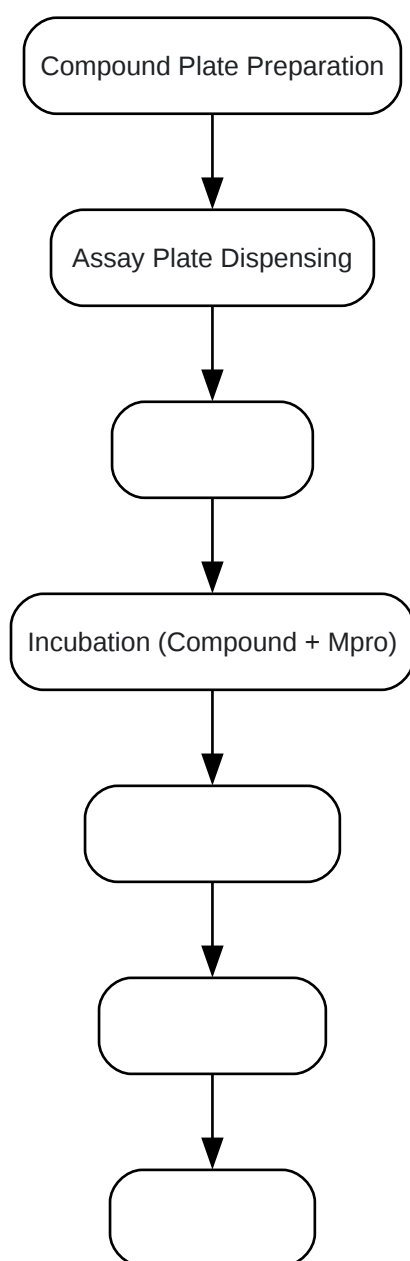 Compound Plate Preparation
Assay Plate Dispensing
Incubation (Compound + Mpro)